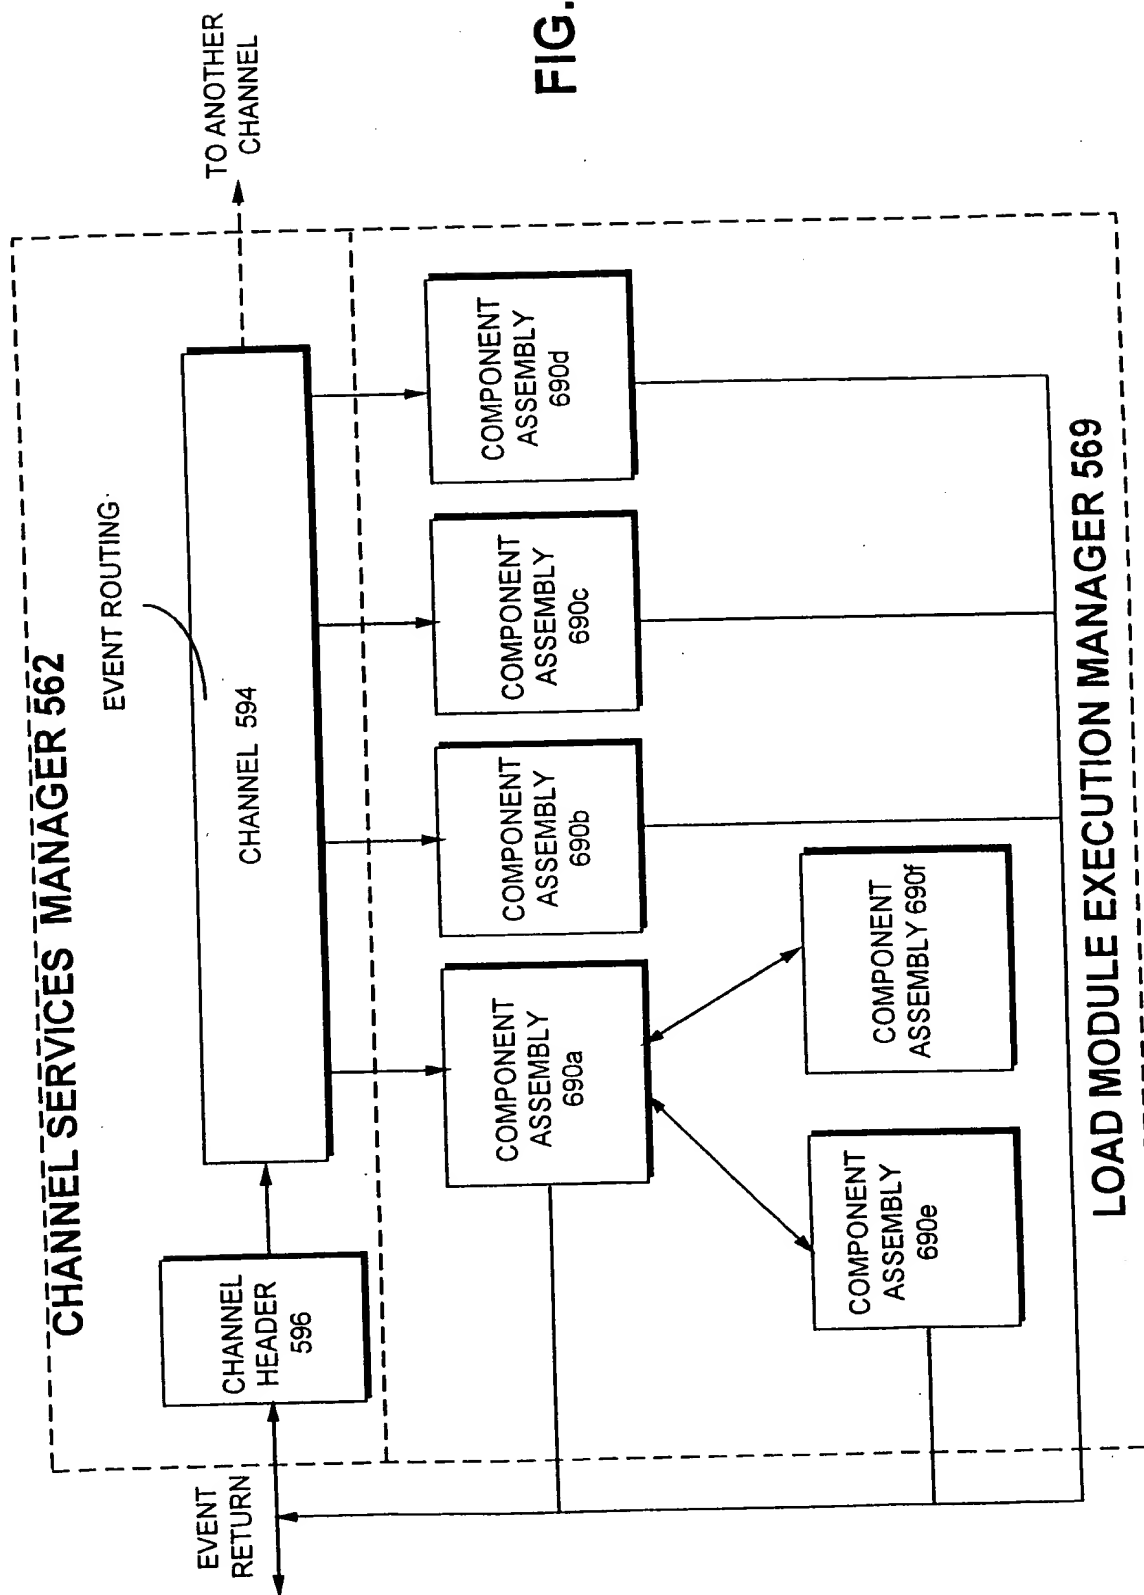 CHANNEL SERVICES MANAGER 562
EVENT ROUTING
TO ANOTHER
CHANNEL
EVENT
RETURN
CHANNEL
HEADER
596
CHANNEL 594
COMPONENT
ASSEMBLY
690a
COMPONENT
ASSEMBLY
690b
COMPONENT
ASSEMBLY
690c
COMPONENT
ASSEMBLY
690d
COMPONENT
ASSEMBLY
690e
COMPONENT
ASSEMBLY 690f
LOAD MODULE EXECUTION MANAGER 569
FIG.